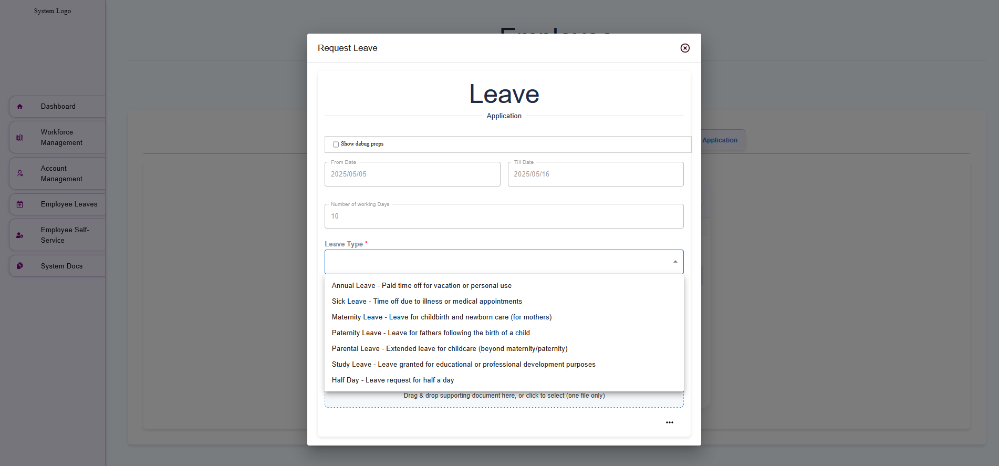 System Logo
Employee
Request Leave
Leave
Application
Dashboard
Workforce
Management
Account
Management
Employee Leaves
Employee Self-
Service
System Docs
Application
Show debug props
From Date
2025/05/05
Till Date
2025/05/16
Number of working Days
10
Leave Type *
Annual Leave - Paid time off for vacation or personal use
Sick Leave - Time off due to illness or medical appointments
Maternity Leave - Leave for childbirth and newborn care (for mothers)
Paternity Leave - Leave for fathers following the birth of a child
Parental Leave - Extended leave for childcare (beyond maternity/paternity)
Study Leave - Leave granted for educational or professional development purposes
Half Day - Leave request for half a day
Drag & drop supporting document here, or click to select (one file only)